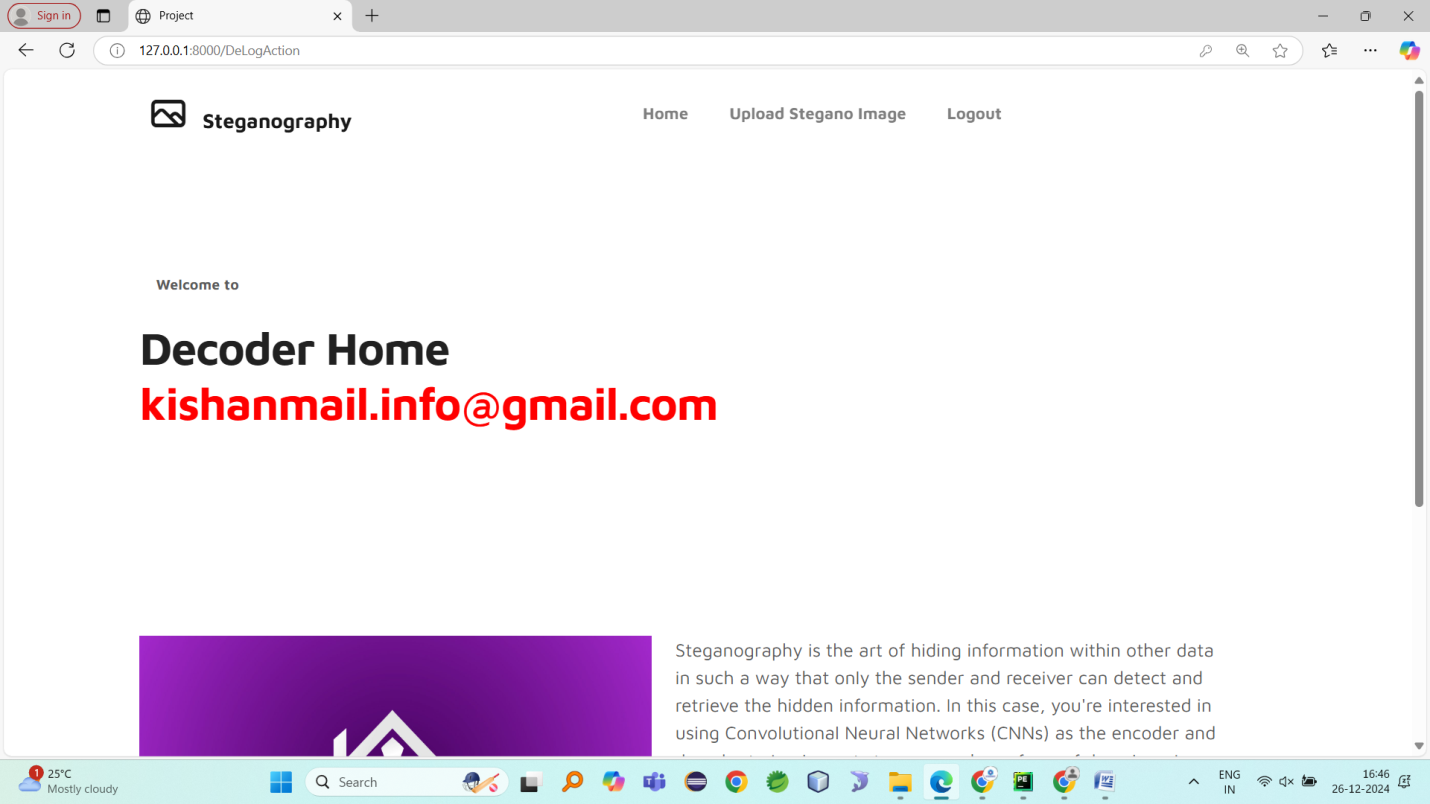 Sign in
Project
127.0.0.1:8000/DeLogAction
Steganography
Home Upload Stegano Image Logout
Welcome to
Decoder Home
kishanmail.info@gmail.com
Steganography is the art of hiding information within other data
in such a way that only the sender and receiver can detect and
retrieve the hidden information. In this case, you're interested in
using Convolutional Neural Networks (CNNs) as the encoder and
1
25°C
Mostly cloudy
Search
ENG
IN
16:46
26-12-2024